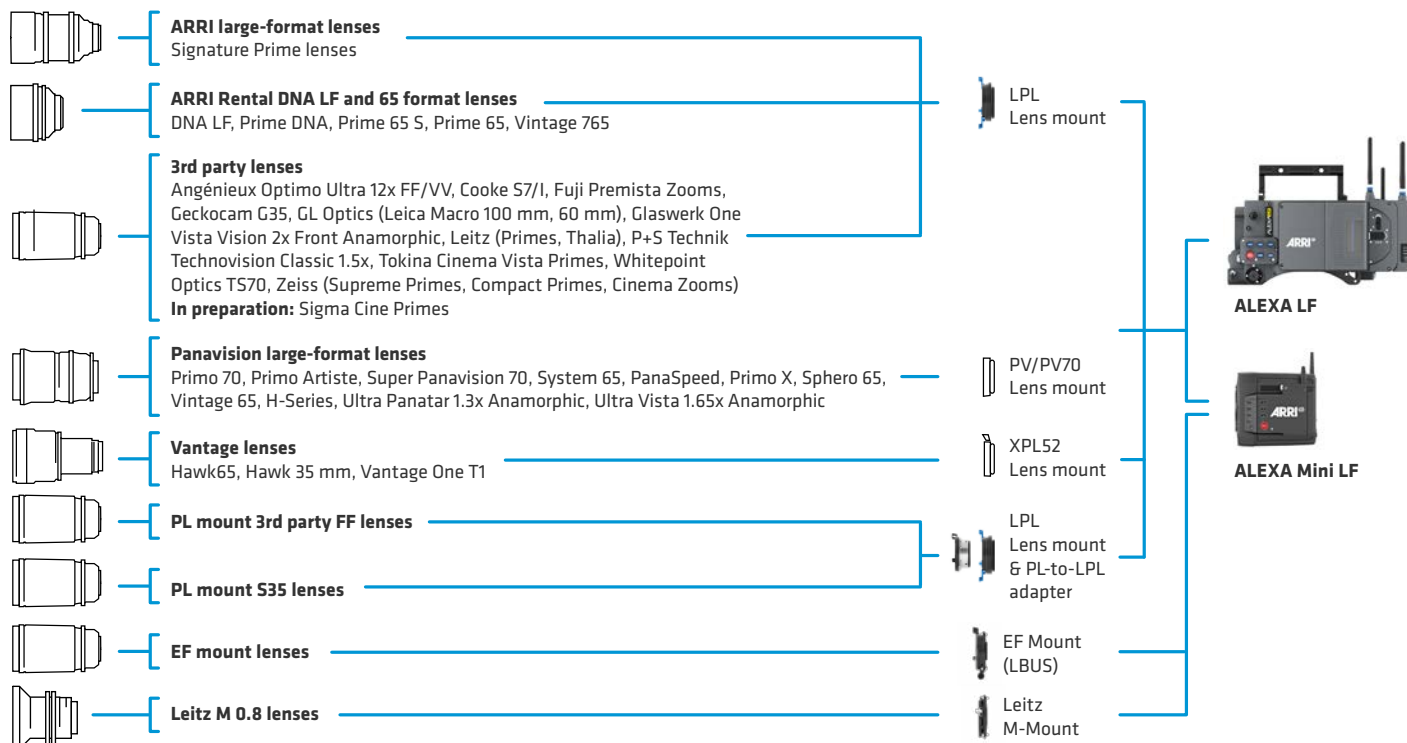 ARRI large-format lenses
Signature Prime lenses
ARRI Rental DNA LF and 65 format lenses
DNA LF, Prime DNA, Prime 65 S, Prime 65, Vintage 765
3rd party lenses
Angénieux Optimo Ultra 12x FF/VV, Cooke S7/I, Fuji Premista Zooms,
Geckocam G35, GL Optics (Leica Macro 100 mm, 60 mm), Glaswerk One
Vista Vision 2x Front Anamorphic, Leitz (Primes, Thalia), P+S Technik
Technovision Classic 1.5x, Tokina Cinema Vista Primes, Whitepoint
Optics TS70, Zeiss (Supreme Primes, Compact Primes, Cinema Zooms)
In preparation: Sigma Cine Primes
Panavision large-format lenses
Primo 70, Primo Artiste, Super Panavision 70, System 65, PanaSpeed, Primo X, Sphero 65,
Vintage 65, H-Series, Ultra Panatar 1.3x Anamorphic, Ultra Vista 1.65x Anamorphic
Vantage lenses
Hawk65, Hawk 35 mm, Vantage One T1
PL mount 3rd party FF lenses
PL mount S35 lenses
EF mount lenses
Leitz M 0.8 lenses
LPL
Lens mount
PV/PV70
Lens mount
XPL52
Lens mount
LPL
Lens mount
& PL-to-LPL
adapter
EF Mount
(LBUS)
Leitz
M-Mount
ARRI
ALEXA LF
ARRI
ALEXA Mini LF